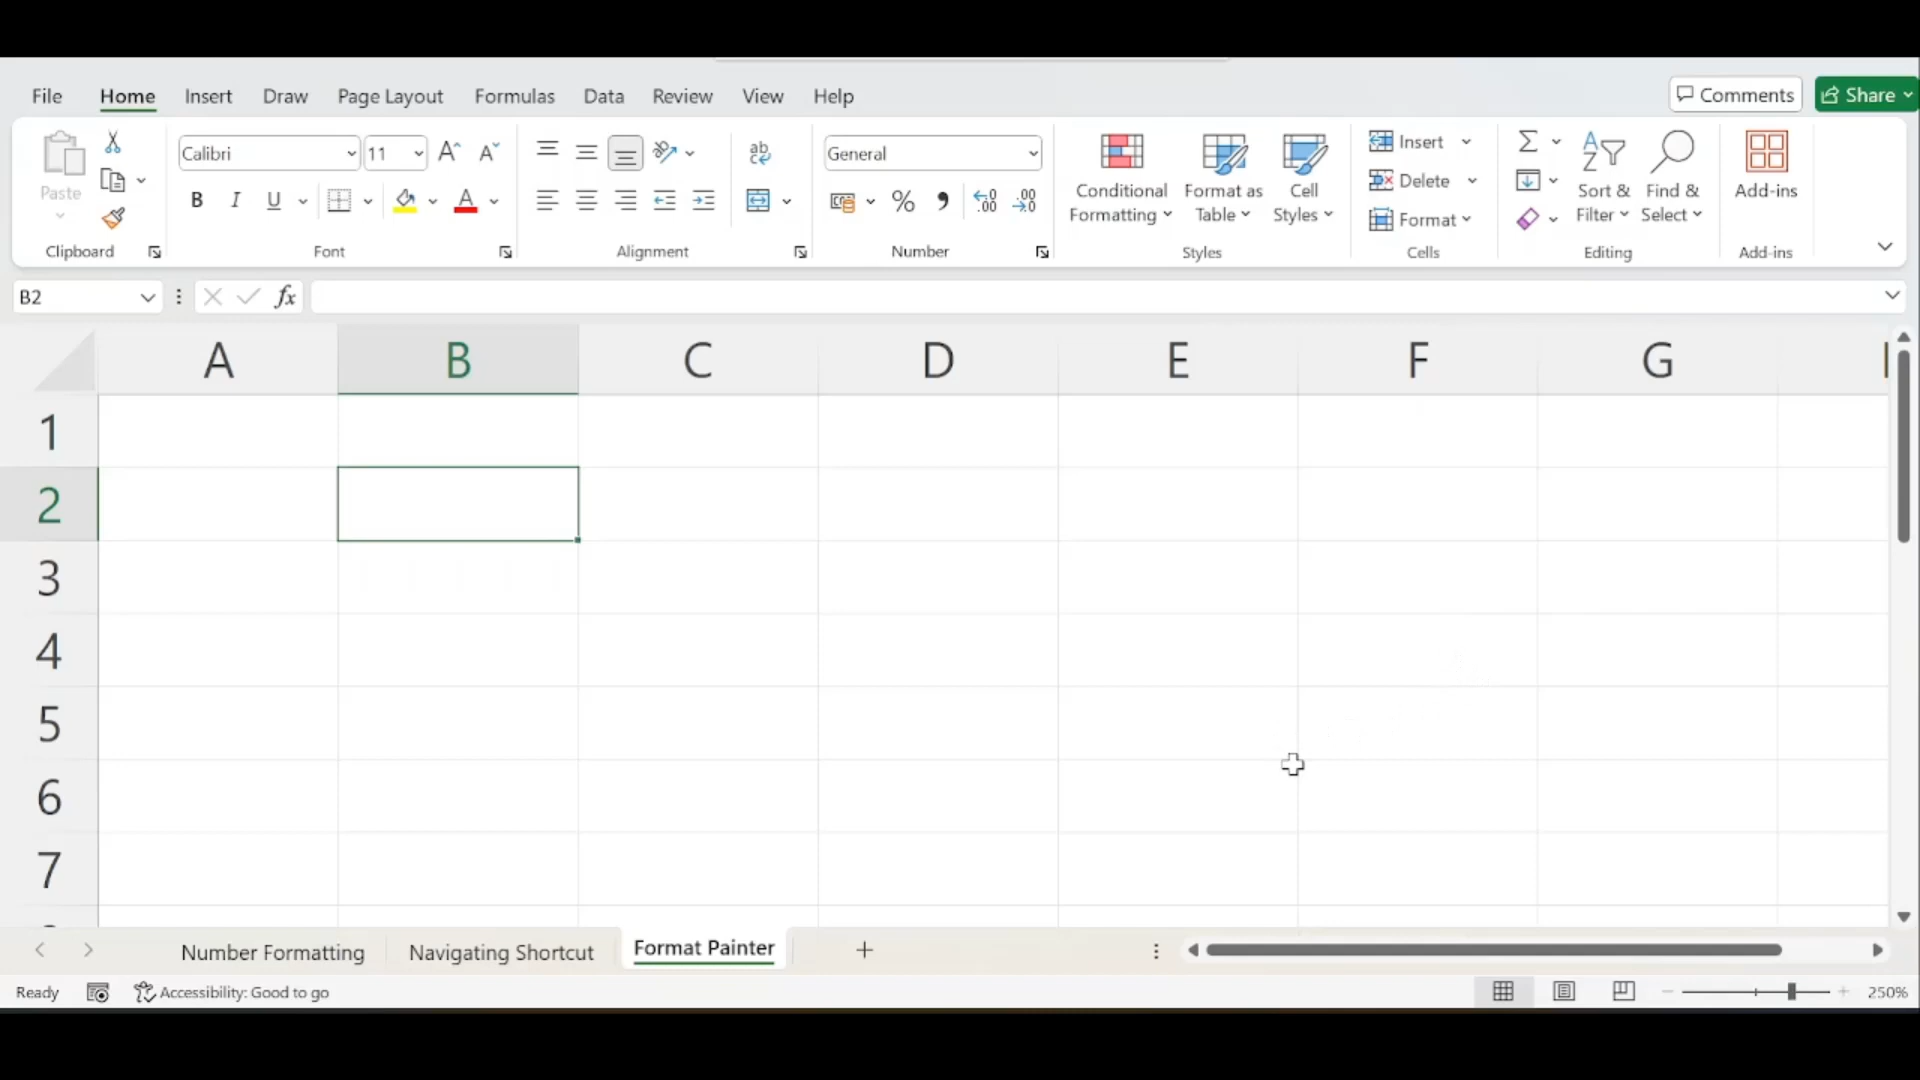 File Home Insert Draw Page Layout Formulas Data Review View Help Comments Share
Calibri 11 A A ab General Insert Σ A Z
Paste Conditional Format as Cell Delete Sort & Find & Add-ins
B I U A % Formatting Table Styles Format Filter Select
Clipboard Font Alignment Number Styles Cells Editing Add-ins
B2 fx
A B C D E F G
1
2
3
4
5
6
7
Number Formatting Navigating Shortcut Format Painter +
Ready Accessibility: Good to go 250%